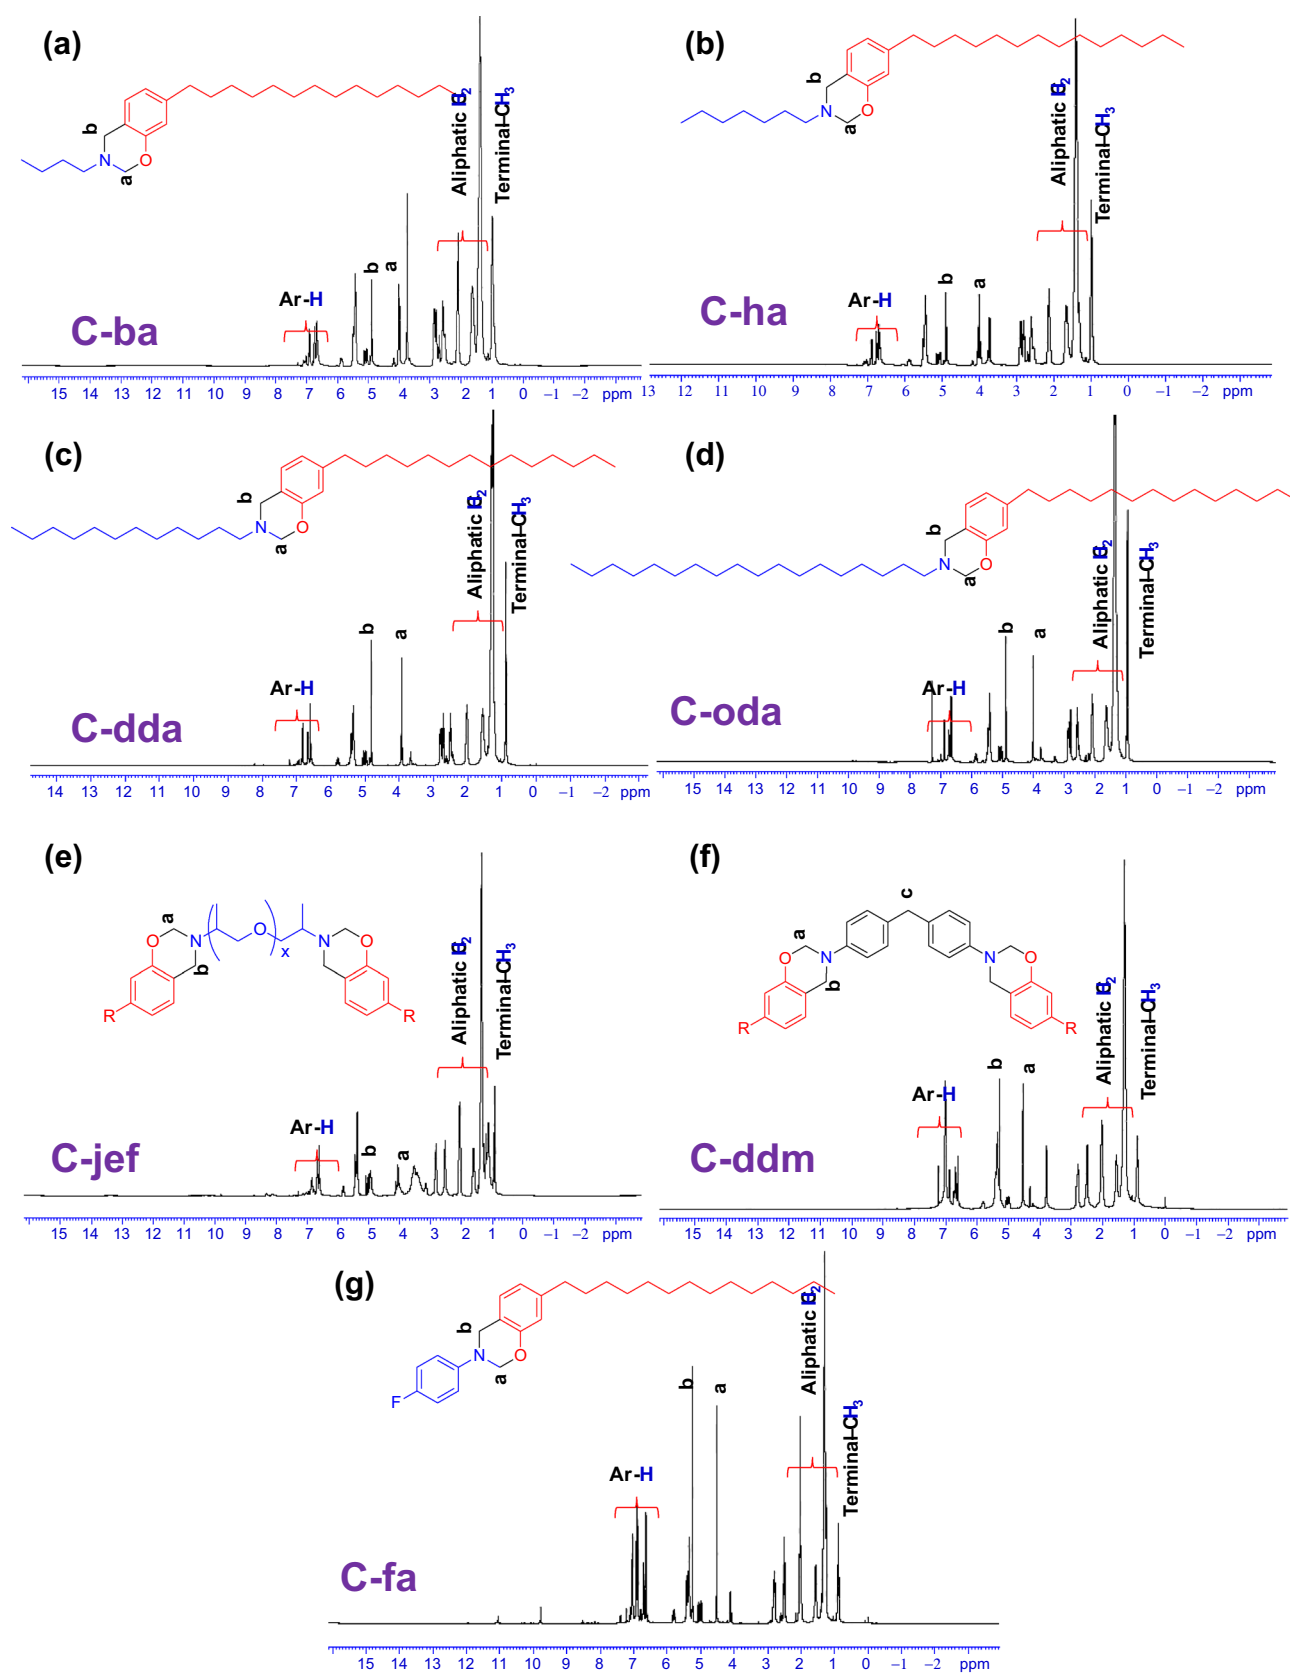 (a)
b
N
a
O
Aliphatic CH2
Terminal-CH3
b
a
Ar-H
C-ba
15 14 13 12 11 10 9 8 7 6 5 4 3 2 1 0 −1 −2 ppm
(b)
b
N
a
O
Aliphatic CH2
Terminal-CH3
b
a
Ar-H
C-ha
13 12 11 10 9 8 7 6 5 4 3 2 1 0 −1 −2 ppm
(c)
b
N
a
O
Aliphatic CH2
Terminal-CH3
b
a
Ar-H
C-dda
14 13 12 11 10 9 8 7 6 5 4 3 2 1 0 −1 −2 ppm
(d)
b
N
a
O
Aliphatic CH2
Terminal-CH3
b
a
Ar-H
C-oda
15 14 13 12 11 10 9 8 7 6 5 4 3 2 1 0 −1 −2 ppm
(e)
a
O
N
b
O
x
N
O
R
R
Aliphatic CH2
Terminal-CH3
Ar-H
b
a
C-jef
15 14 13 12 11 10 9 8 7 6 5 4 3 2 1 0 −1 −2 ppm
(f)
c
a
O
N
b
N
O
R
R
Aliphatic CH2
Terminal-CH3
b
a
Ar-H
C-ddm
15 14 13 12 11 10 9 8 7 6 5 4 3 2 1 0 −1 −2 ppm
(g)
b
N
a
O
F
Aliphatic CH2
Terminal-CH3
b
a
Ar-H
C-fa
15 14 13 12 11 10 9 8 7 6 5 4 3 2 1 0 −1 −2 ppm